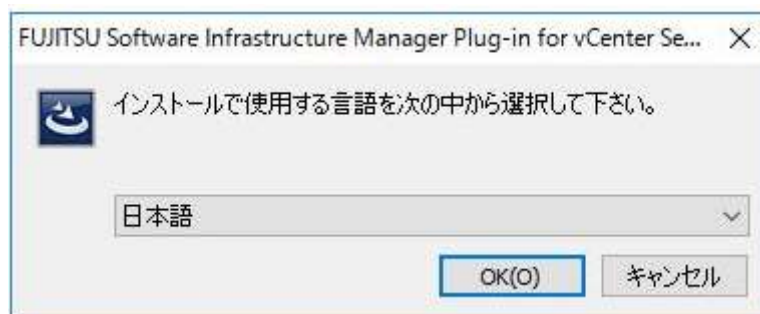 FUJITSU Software Infrastructure Manager Plug-in for vCenter Se...
インストールで使用する言語を次の中から選択して下さい。
日本語
OK(O)
キャンセル